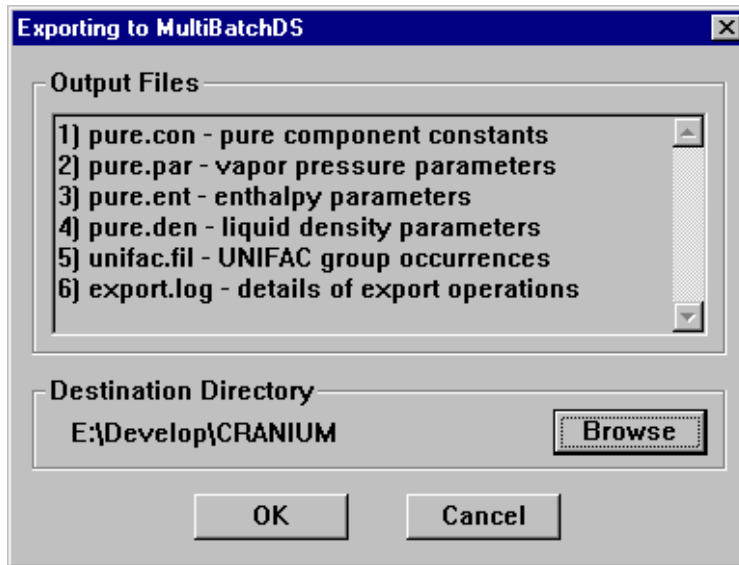 Exporting to MultiBatchDS
Output Files
1) pure.con - pure component constants
2) pure.par - vapor pressure parameters
3) pure.ent - enthalpy parameters
4) pure.den - liquid density parameters
5) unifac.fil - UNIFAC group occurrences
6) export.log - details of export operations
Destination Directory
E:\Develop\CRANIUM
Browse
OK
Cancel